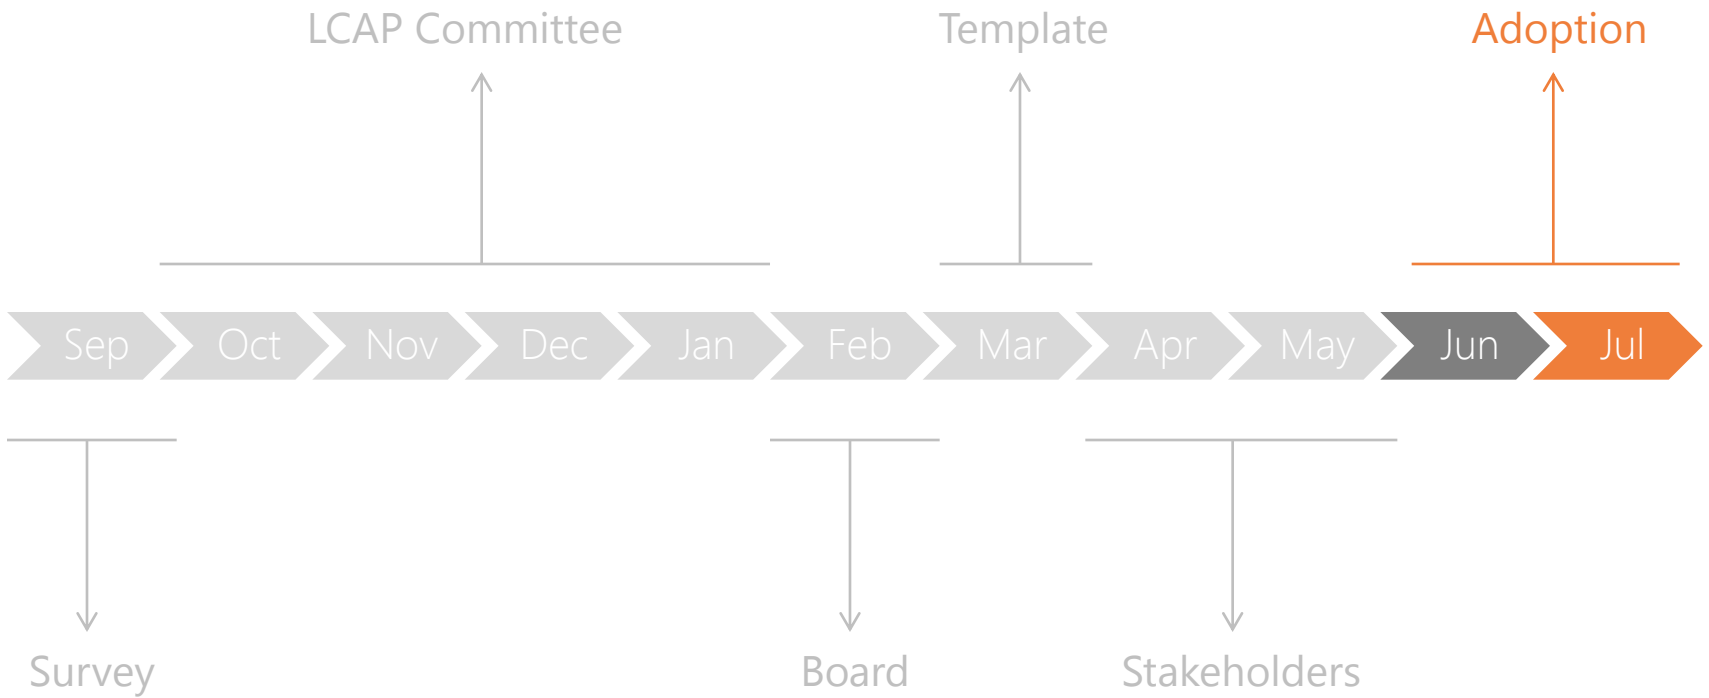 LCAP Committee
Template
Adoption
Sep
Oct
Nov
Dec
Jan
Feb
Mar
Apr
May
Jun
Jul
Survey
Board
Stakeholders